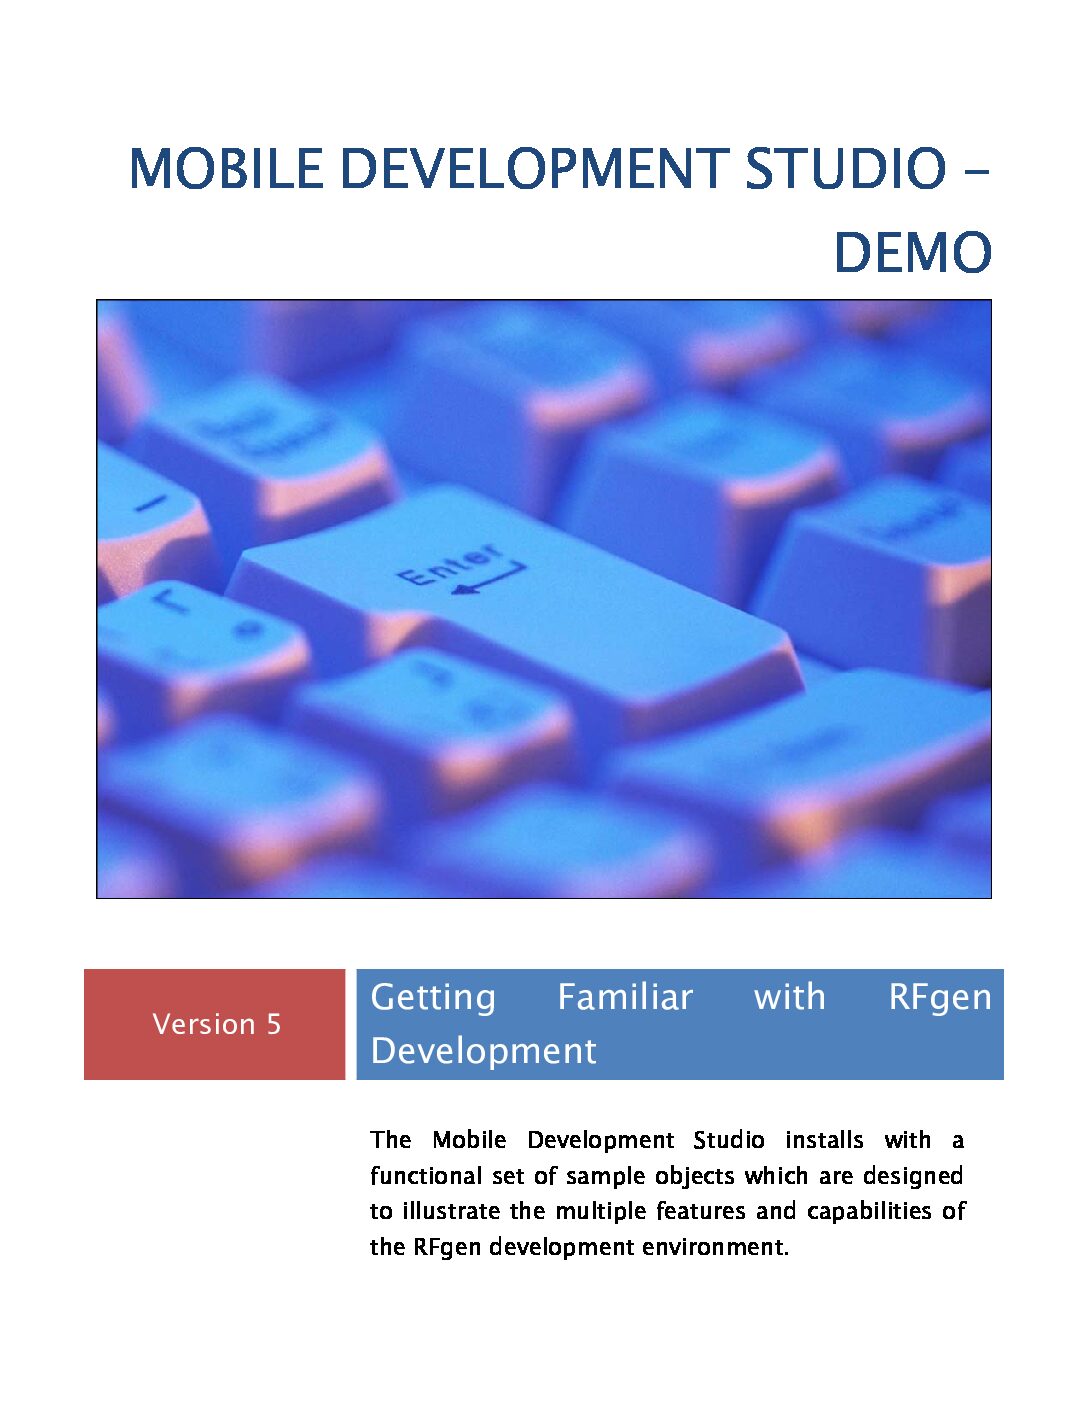 MOBILE DEVELOPMENT STUDIO –
DEMO
Enter
Version 5
Getting Familiar with RFgen
Development
The Mobile Development Studio installs with a
functional set of sample objects which are designed
to illustrate the multiple features and capabilities of
the RFgen development environment.